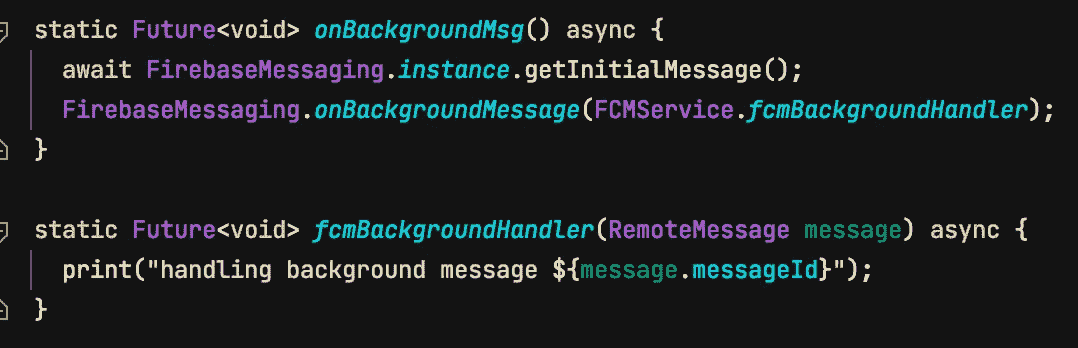 static Future<void> onBackgroundMsg() async {
await FirebaseMessaging.instance.getInitialMessage();
FirebaseMessaging.onBackgroundMessage(FCMService.fcmBackgroundHandler);
}
static Future<void> fcmBackgroundHandler(RemoteMessage message) async {
print("handling background message ${message.messageId}");
}